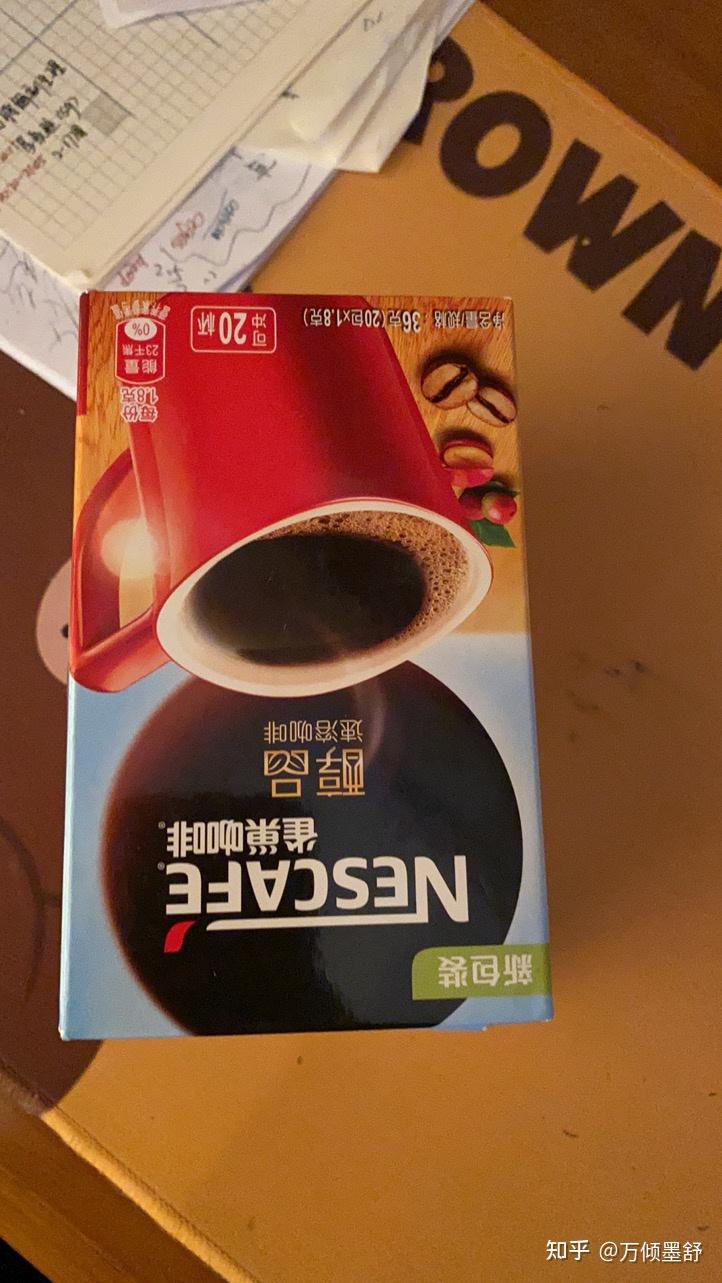 ROWN
新包装
NESCAFÉ
雀巢咖啡
醇品
速溶咖啡
每份
1.8克
能量
23千焦
0%
可冲
20杯
净含量/规格：36克(20包x1.8克)
知乎 @万倾墨舒